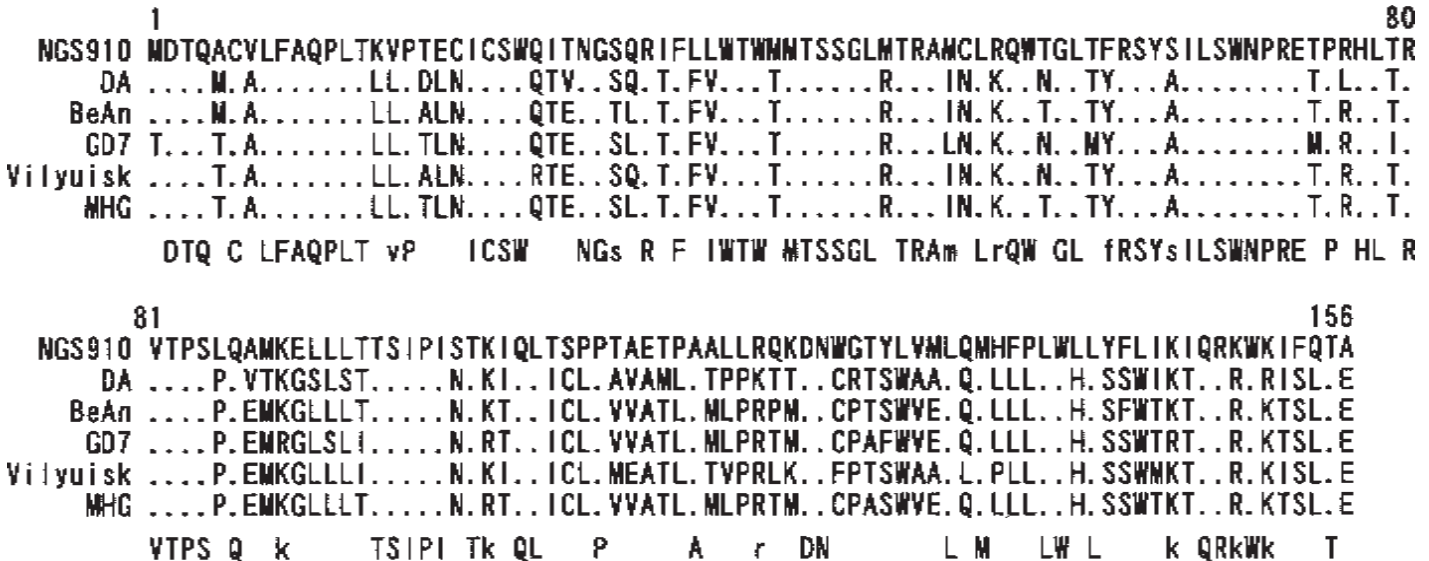 1 80
NGS910 MDTQACVLFAQPLTKVPTECICSWQITNGSQRIFLLWTWMMTSSGLMTRAMCLRQWTGLTFRSYSILSWNPRETPRHLTR
DA ....M.A.......LL.DLN....QTV..SQ.T.FV...T......R...IN.K..N..TY...A........T.L..T.
BeAn ....M.A.......LL.ALN....QTE..TL.T.FV...T......R...IN.K..T..TY...A........T.R..T.
GD7 T...T.A.......LL.TLN....QTE..SL.T.FV...T......R...LN.K..N..MY...A........M.R..I.
Vilyuisk ....T.A.......LL.ALN....RTE..SQ.T.FV...T......R...IN.K..N..TY...A........T.R..T.
MHG ....T.A.......LL.TLN....QTE..SL.T.FV...T......R...IN.K..T..TY...A........T.R..T.
DTQ C LFAQPLT vP ICSW NGs R F IWTW MTSSGL TRAm LrQW GL fRSYsILSWNPRE P HL R
81 156
NGS910 VTPSLQAMKELLLTTSIPISTKIQLTSPPTAETPAALLRQKDNWGTYLVMLQMHFPLWLLYFLIKIQRKWKIFQTA
DA ....P.VTKGSLST.....N.KI..ICL.AVAML.TPPKTT..CRTSWAA.Q.LLL..H.SSWIKT..R.RISL.E
BeAn ....P.EMKGLLLT.....N.KT..ICL.VVATL.MLPRPM..CPTSWVE.Q.LLL..H.SFWTKT..R.KTSL.E
GD7 ....P.EMRGLSLI.....N.RT..ICL.VVATL.MLPRTM..CPAFWVE.Q.LLL..H.SSWTRT..R.KTSL.E
Vilyuisk ....P.EMKGLLLI.....N.KI..ICL.MEATL.TVPRLK..FPTSWAA.L.PLL..H.SSWMKT..R.KTSL.E
MHG ....P.EMKGLLLT.....N.RT..ICL.VVATL.MLPRTM..CPASWVE.Q.LLL..H.SSWTKT..R.KTSL.E
VTPS Q k TSIPI Tk QL P A r DN L M LW L k QRkWk T